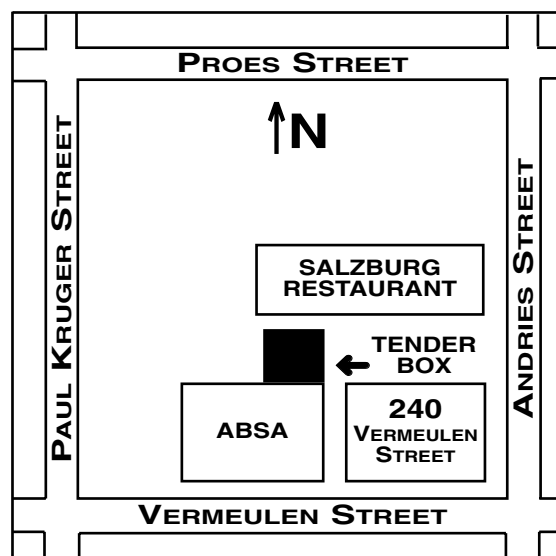 PROES STREET
N
PAUL KRUGER STREET
ANDRIES STREET
SALZBURG
RESTAURANT
TENDER
BOX
ABSA
240
VERMEULEN
STREET
VERMEULEN STREET